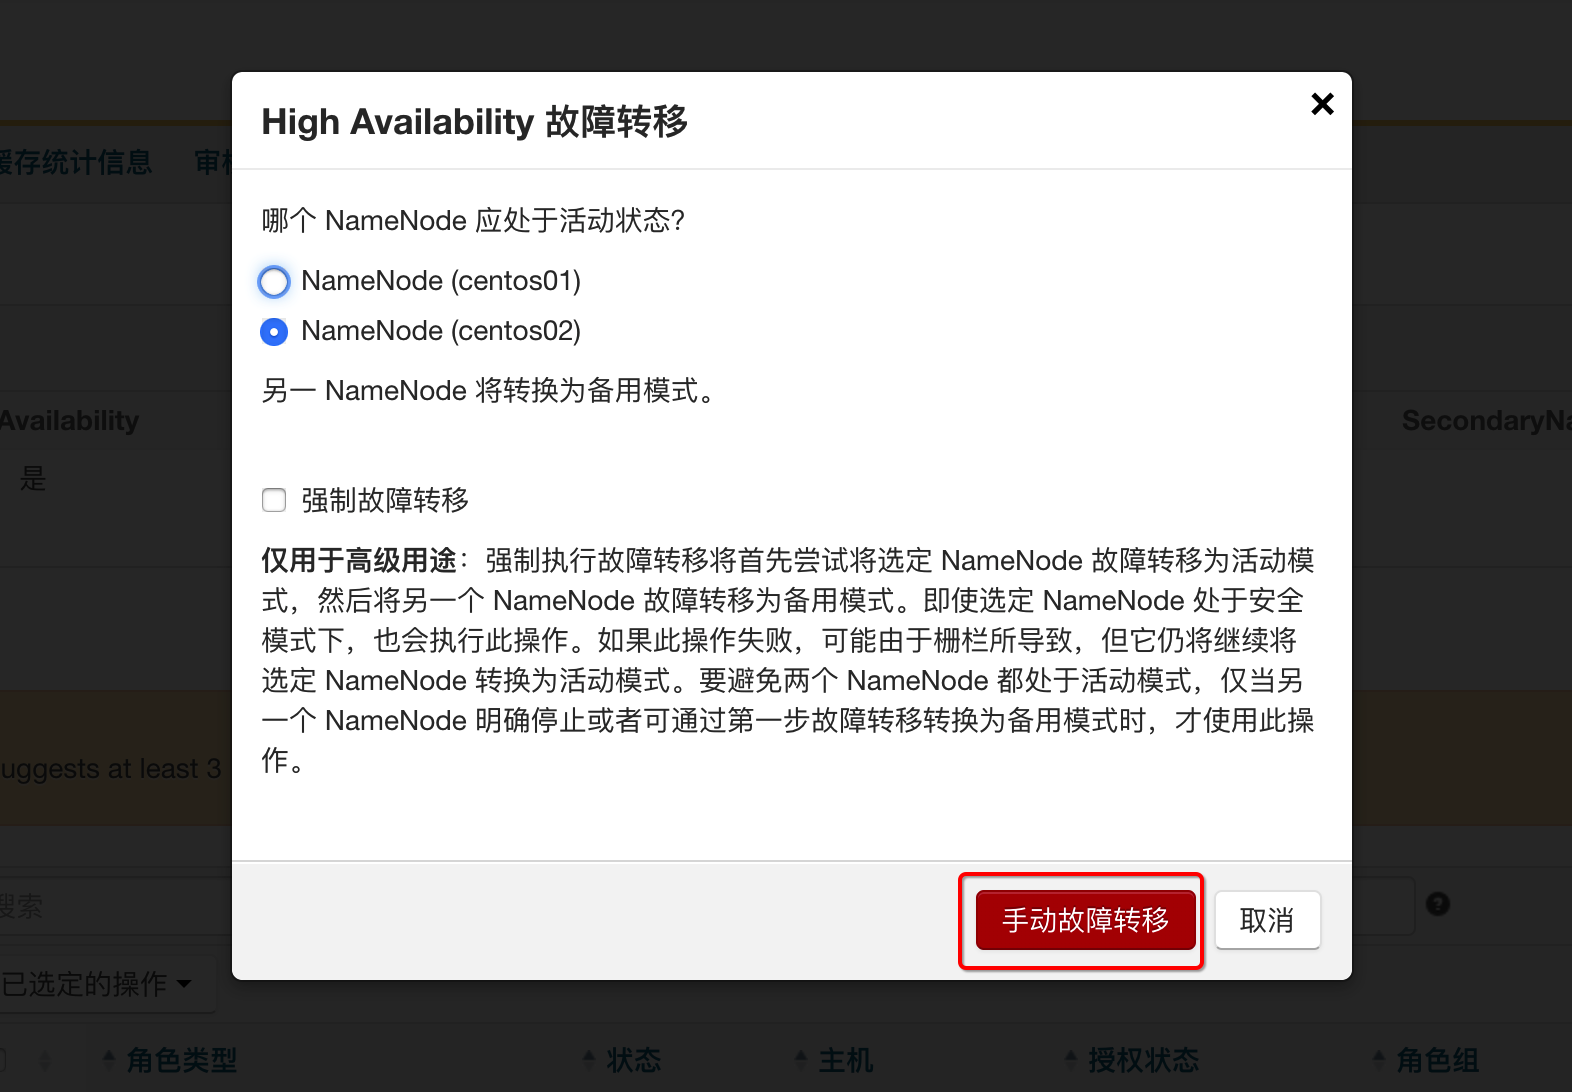 High Availability 故障转移
缓存统计信息
哪个 NameNode 应处于活动状态?
NameNode (centos01)
NameNode (centos02)
另一 NameNode 将转换为备用模式。
Availability
是
强制故障转移
仅用于高级用途：强制执行故障转移将首先尝试将选定 NameNode 故障转移为活动模
式，然后将另一个 NameNode 故障转移为备用模式。即使选定 NameNode 处于安全
模式下，也会执行此操作。如果此操作失败，可能由于栅栏所导致，但它仍将继续将
选定 NameNode 转换为活动模式。要避免两个 NameNode 都处于活动模式，仅当另
一个 NameNode 明确停止或者可通过第一步故障转移转换为备用模式时，才使用此操
作。
uggests at least 3
手动故障转移 取消
搜索
已选定的操作
角色类型 状态 主机 授权状态 角色组